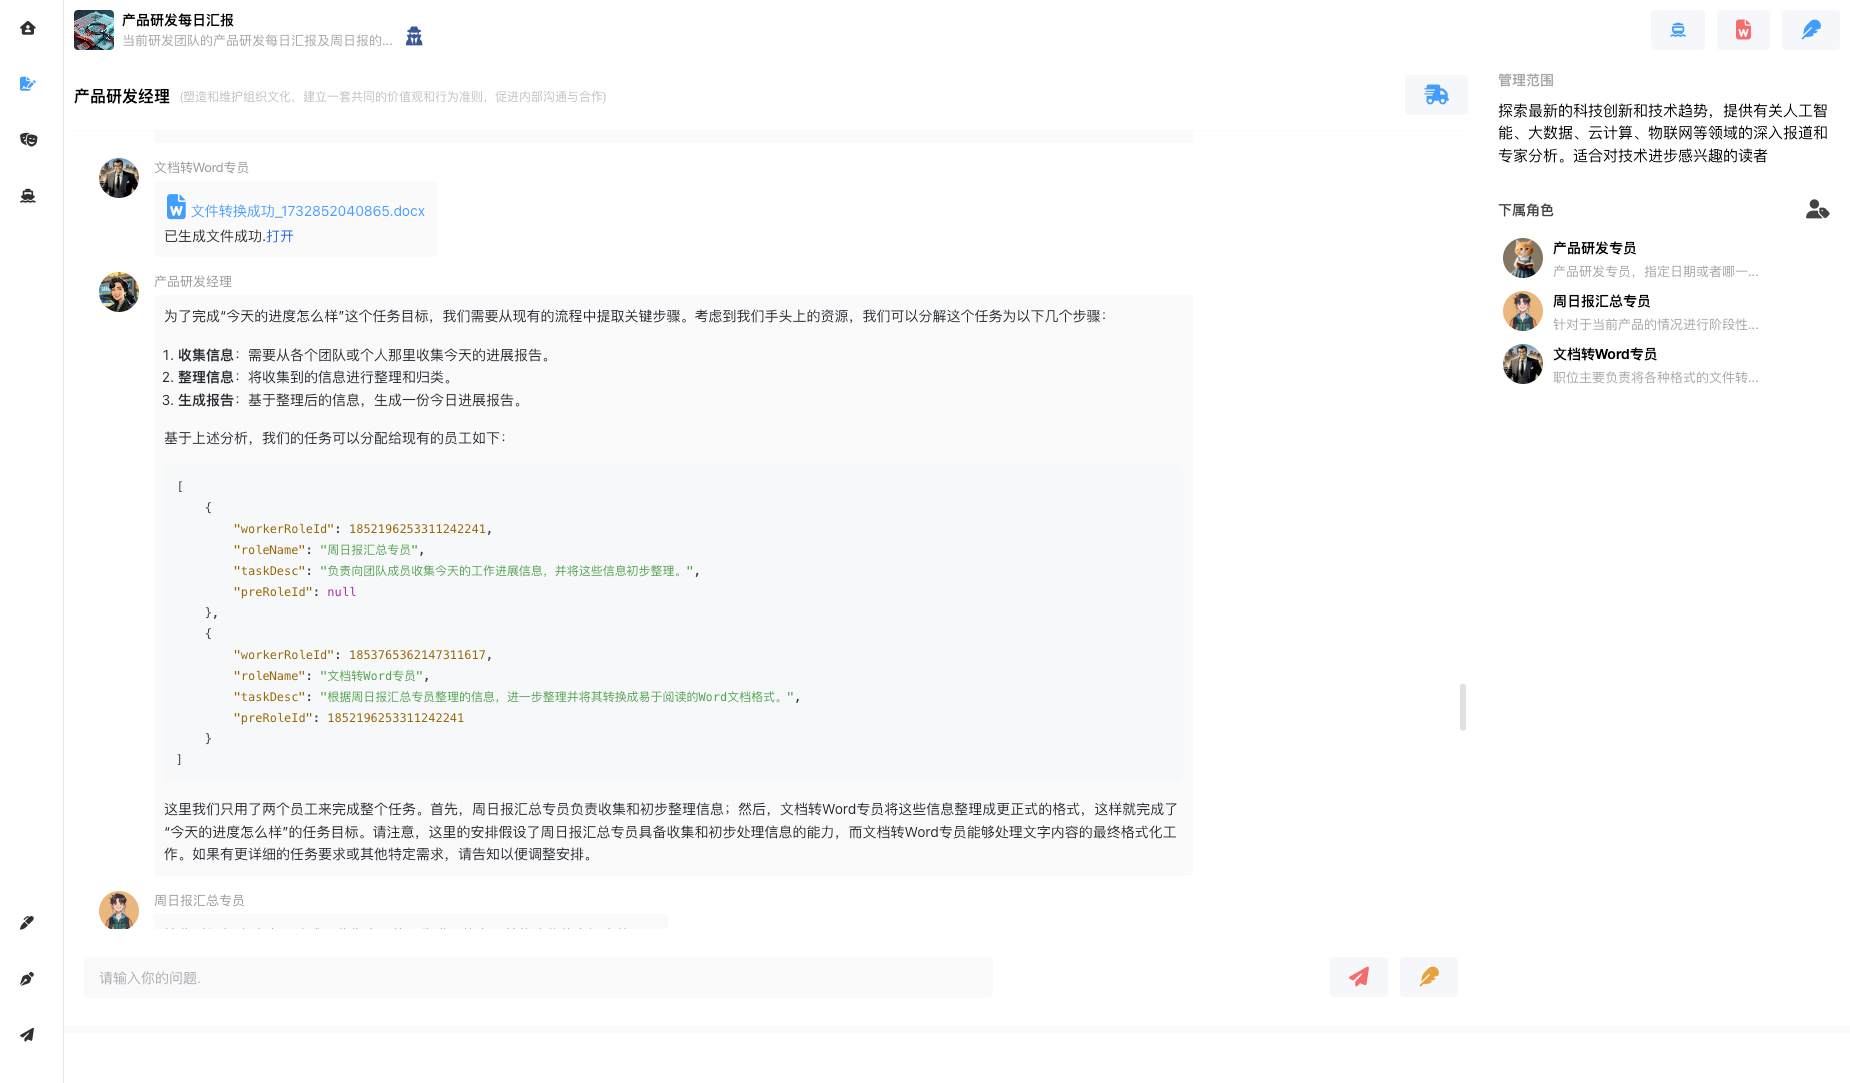 产品研发每日汇报
当前研发团队的产品研发每日汇报及周日报的...
产品研发经理 (塑造和维护组织文化，建立一套共同的价值观和行为准则，促进内部沟通与合作)
文档转Word专员
文件转换成功_1732852040865.docx
已生成文件成功.打开
产品研发经理
为了完成“今天的进度怎么样”这个任务目标，我们需要从现有的流程中提取关键步骤。考虑到我们手头上的资源，我们可以分解这个任务为以下几个步骤：
1. 收集信息：需要从各个团队或个人那里收集今天的进展报告。
2. 整理信息：将收集到的信息进行整理和归类。
3. 生成报告：基于整理后的信息，生成一份今日进展报告。
基于上述分析，我们的任务可以分配给现有的员工如下：
[
{
"workerRoleId": 1852196253311242241,
"roleName": "周日报汇总专员",
"taskDesc": "负责向团队成员收集今天的工作进展信息，并将这些信息初步整理。",
"preRoleId": null
},
{
"workerRoleId": 1853765362147311617,
"roleName": "文档转Word专员",
"taskDesc": "根据周日报汇总专员整理的信息，进一步整理并将其转换成易于阅读的Word文档格式。",
"preRoleId": 1852196253311242241
}
]
这里我们只用了两个员工来完成整个任务。首先，周日报汇总专员负责收集和初步整理信息；然后，文档转Word专员将这些信息整理成更正式的格式，这样就完成了
“今天的进度怎么样”的任务目标。请注意，这里的安排假设了周日报汇总专员具备收集和初步处理信息的能力，而文档转Word专员能够处理文字内容的最终格式化工
作。如果有更详细的任务要求或其他特定需求，请告知以便调整安排。
周日报汇总专员
请输入你的问题.
管理范围
探索最新的科技创新和技术趋势，提供有关人工智
能、大数据、云计算、物联网等领域的深入报道和
专家分析。适合对技术进步感兴趣的读者
下属角色
产品研发专员
产品研发专员，指定日期或者哪一...
周日报汇总专员
针对于当前产品的情况进行阶段性...
文档转Word专员
职位主要负责将各种格式的文件转...